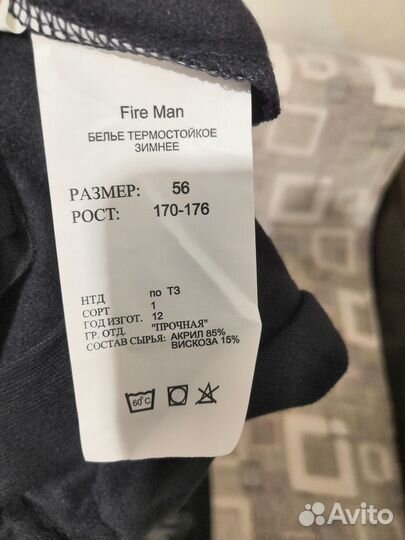 Fire Man
БЕЛЬЕ ТЕРМОСТОЙКОЕ
ЗИМНЕЕ
РАЗМЕР: 56
РОСТ: 170-176
НТД по ТЗ
СОРТ 1
ГОД ИЗГОТ. 12
ГР. ОТД. "ПРОЧНАЯ"
СОСТАВ СЫРЬЯ: АКРИЛ 85%
ВИСКОЗА 15%
60°C
Avito